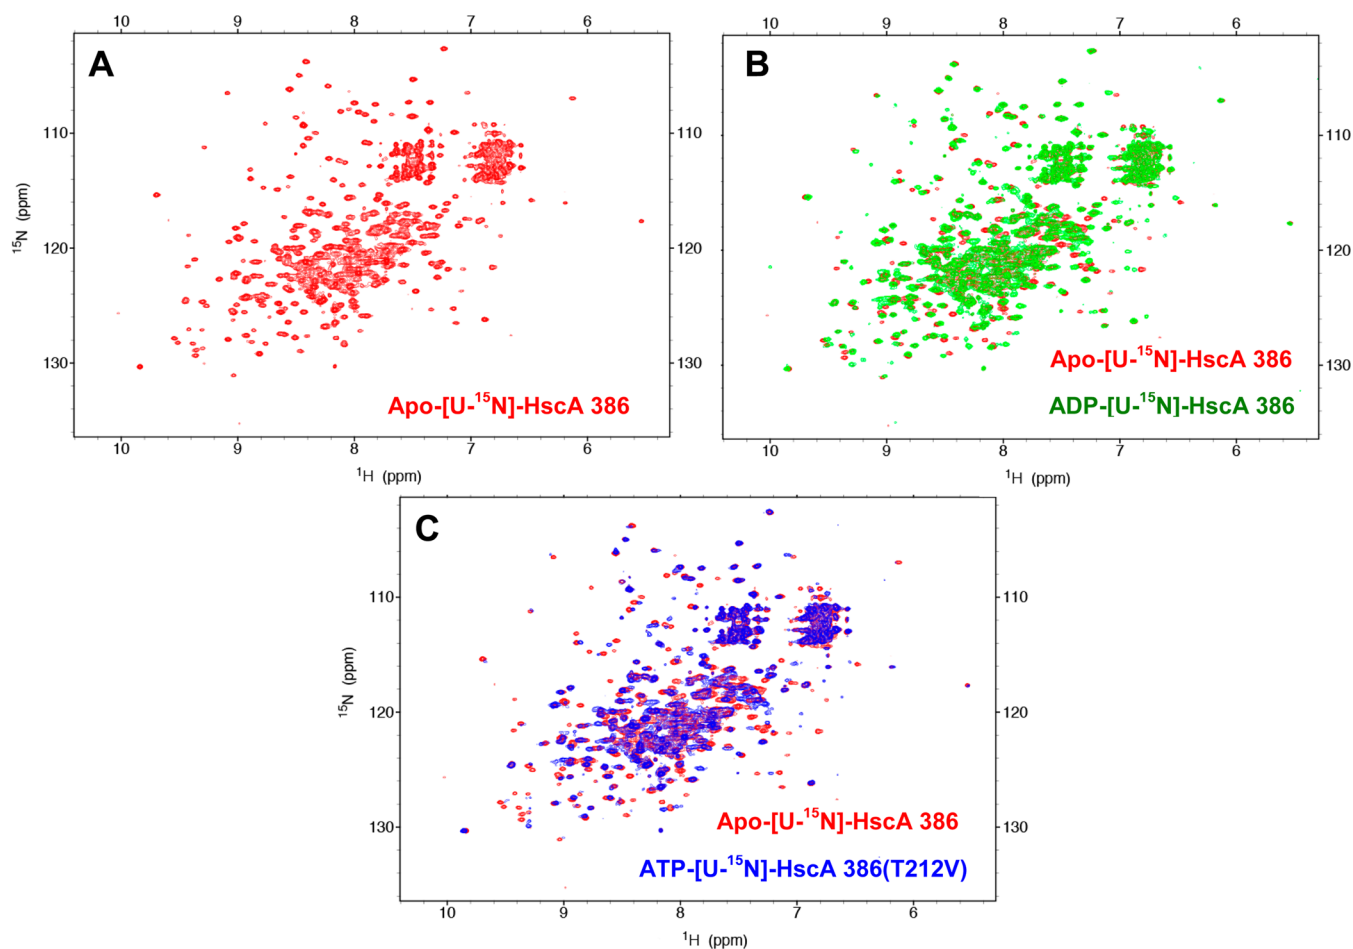 10 9 8 7 6
A
110
120
130
¹⁵N (ppm)
Apo-[U-¹⁵N]-HscA 386
10 9 8 7 6
¹H (ppm)
10 9 8 7 6
B
110
120
130
Apo-[U-¹⁵N]-HscA 386
ADP-[U-¹⁵N]-HscA 386
10 9 8 7 6
¹H (ppm)
C
110 110
120 120
130 130
¹⁵N (ppm)
Apo-[U-¹⁵N]-HscA 386
ATP-[U-¹⁵N]-HscA 386(T212V)
10 9 8 7 6
¹H (ppm)